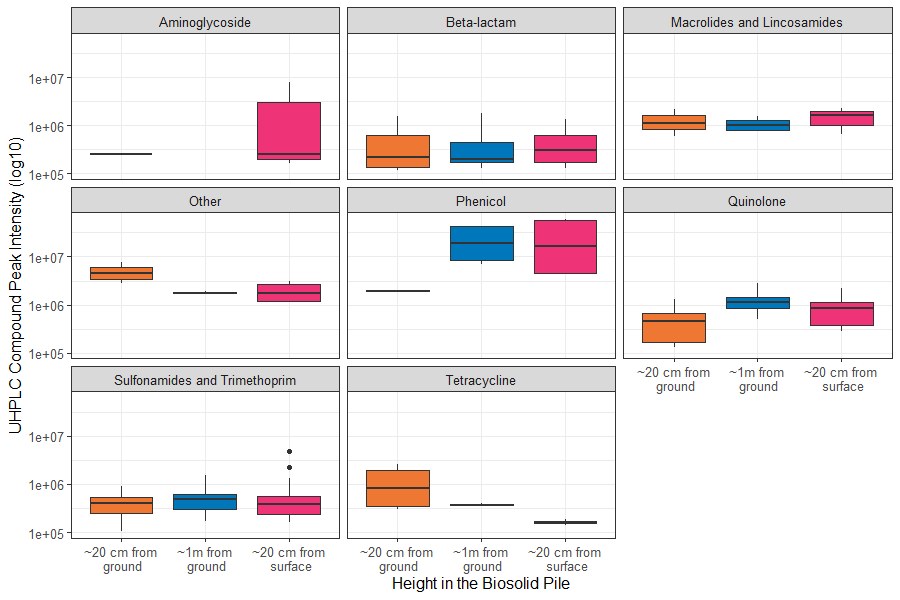 Aminoglycoside
Beta-lactam
Macrolides and Lincosamides
1e+07
1e+06
1e+05
Other
Phenicol
Quinolone
1e+07
1e+06
1e+05
~20 cm from
ground
~1m from
ground
~20 cm from
surface
Sulfonamides and Trimethoprim
Tetracycline
1e+07
1e+06
1e+05
~20 cm from
ground
~1m from
ground
~20 cm from
surface
~20 cm from
ground
~1m from
ground
~20 cm from
surface
Height in the Biosolid Pile
UHPLC Compound Peak Intensity (log10)